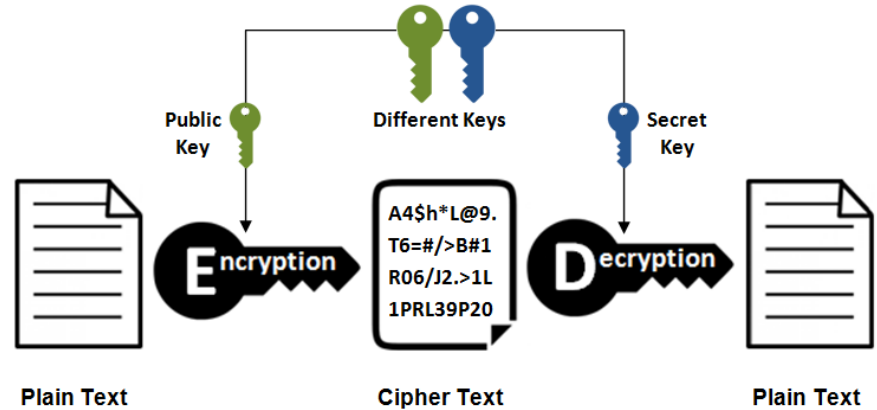 Public
Key
Different Keys
Secret
Key
Encryption
A4$h*L@9.
T6=#/>B#1
R06/J2.>1L
1PRL39P20
Decryption
Plain Text
Cipher Text
Plain Text